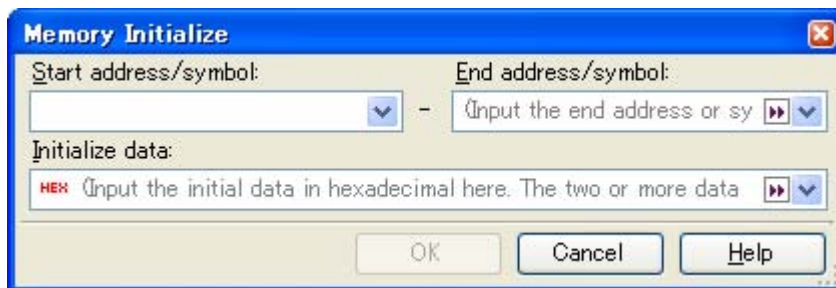 Memory Initialize
Start address/symbol: End address/symbol:
- (Input the end address or sy
Initialize data:
HEX (Input the initial data in hexadecimal here. The two or more data
OK Cancel Help